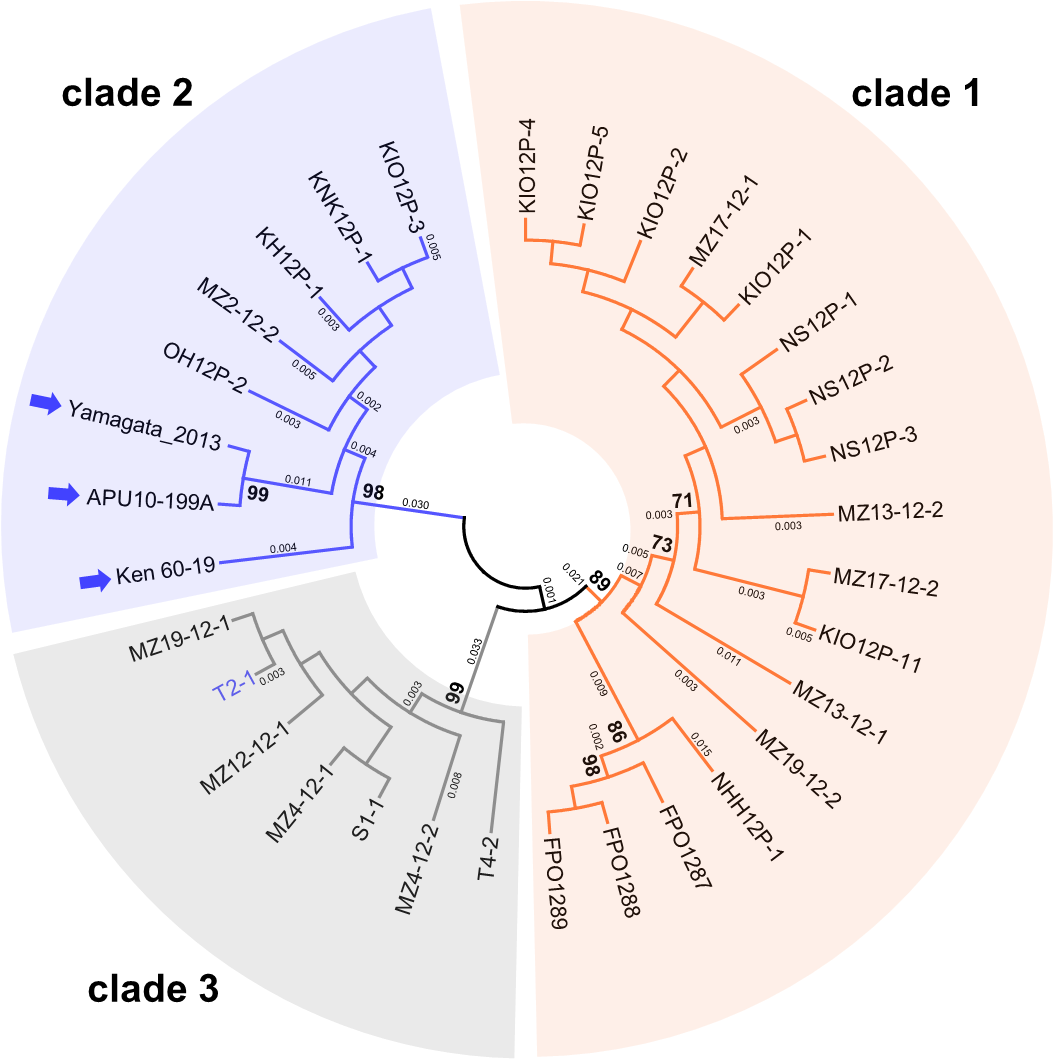 clade 2
clade 1
KIO12P-3
0.005
KNK12P-1
KH12P-1
0.003
MZ2-12-2
0.005
OH12P-2
0.003
0.002
Yamagata_2013
0.004
0.011
APU10-199A
99
98
0.030
Ken 60-19
0.004
KIO12P-4
KIO12P-5
KIO12P-2
MZ17-12-1
KIO12P-1
NS12P-1
NS12P-2
0.003
NS12P-3
MZ13-12-2
0.003
71
0.003
MZ17-12-2
0.003
KIO12P-11
0.005
73
0.005
0.007
MZ13-12-1
0.011
MZ19-12-2
0.003
89
0.021
0.001
0.009
86
0.002
0.015
NHH12P-1
98
FPO1287
FPO1288
FPO1289
0.033
99
0.003
MZ19-12-1
T2-1
0.003
MZ12-12-1
MZ4-12-1
S1-1
0.008
MZ4-12-2
T4-2
clade 3